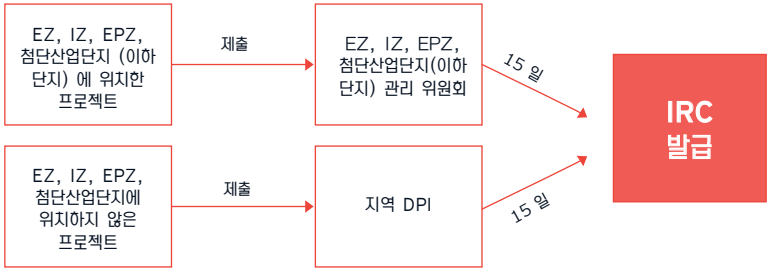 EZ, IZ, EPZ,
첨단산업단지 (이하
단지) 에 위치한
프로젝트
제출
EZ, IZ, EPZ,
첨단산업단지(이하
단지) 관리 위원회
15 일
EZ, IZ, EPZ,
첨단산업단지에
위치하지 않은
프로젝트
제출
지역 DPI
15 일
IRC
발급